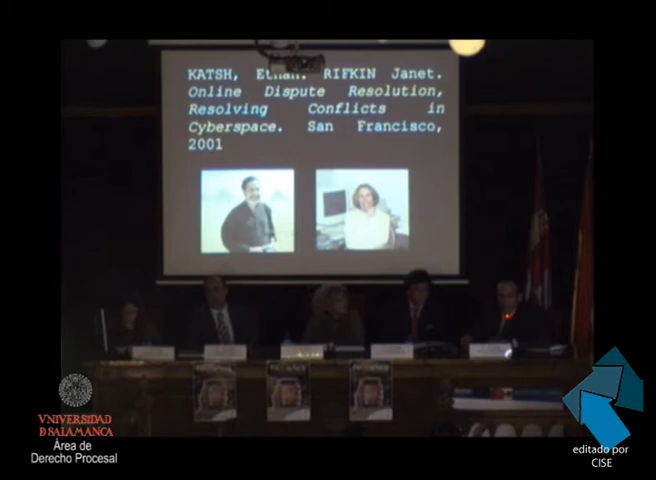 KATSH, Ethan. RIFKIN Janet.
Online Dispute Resolution,
Resolving Conflicts in
Cyberspace. San Francisco,
2001
VNIVERSIDAD
D SALAMANCA
Área de
Derecho Procesal
editado por
CISE